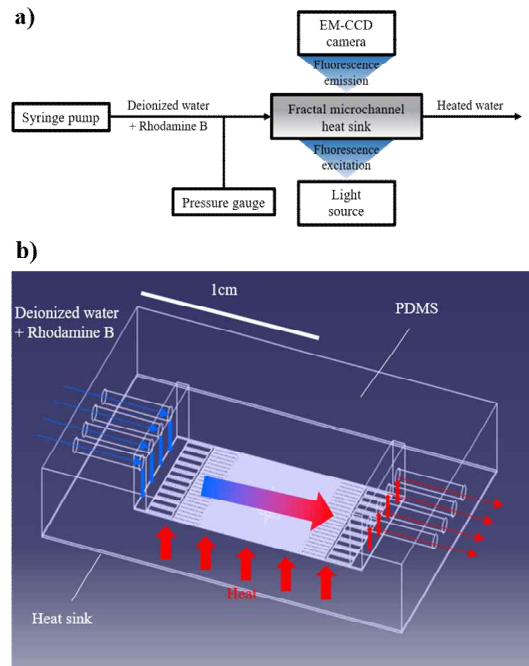 a)
EM-CCD
camera
Fluorescence
emission
Syringe pump
Deionized water
+ Rhodamine B
Fractal microchannel
heat sink
Heated water
Fluorescence
excitation
Pressure gauge
Light
source
b)
1cm
Deionized water
+ Rhodamine B
PDMS
Heat
Heat sink